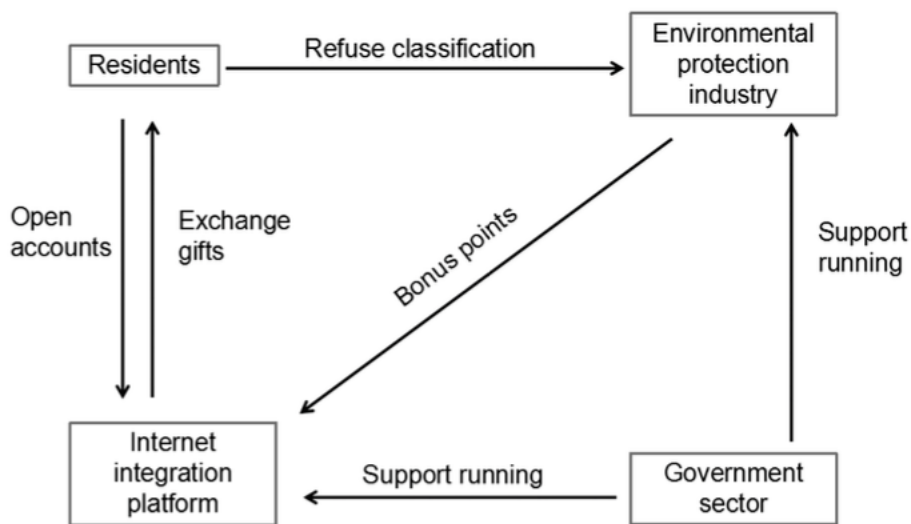 Residents
Refuse classification
Environmental
protection
industry
Open
accounts
Exchange
gifts
Bonus points
Support
running
Internet
integration
platform
Support running
Government
sector